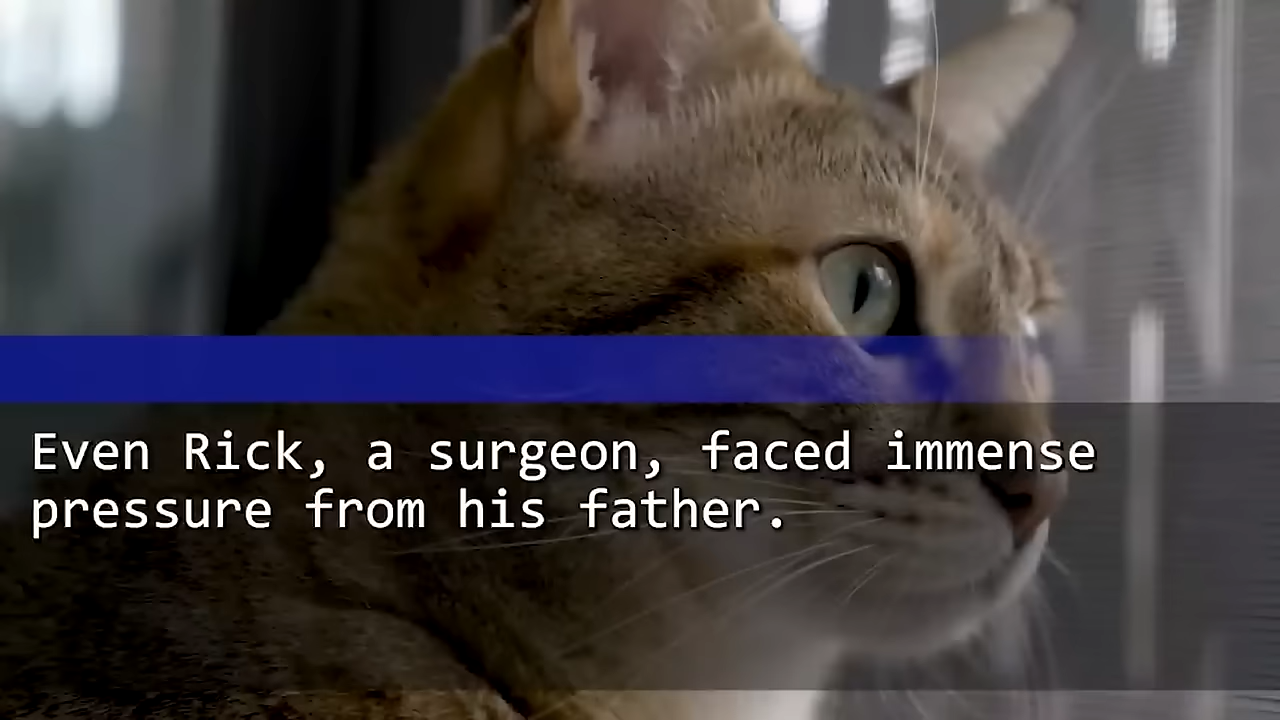 Even Rick, a surgeon, faced immense
pressure from his father.